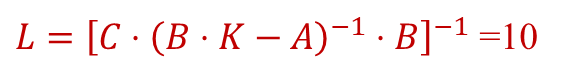 L = [C · (B · K − A)⁻¹ · B]⁻¹ =10